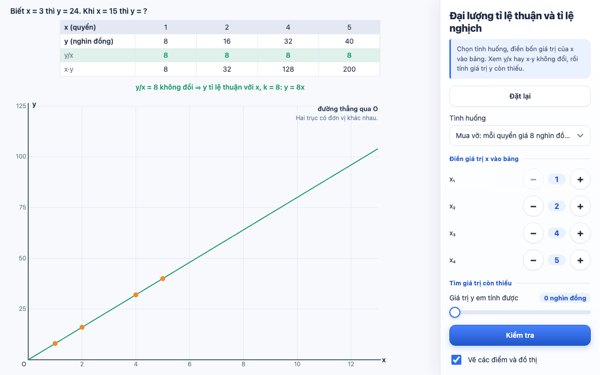 Biết x = 3 thì y = 24. Khi x = 15 thì y = ?
x (quyển) 1 2 4 5
y (nghìn đồng) 8 16 32 40
y/x 8 8 8 8
x·y 8 32 128 200
y/x = 8 không đổi ⇒ y tỉ lệ thuận với x, k = 8: y = 8x
y
đường thẳng qua O
Hai trục có đơn vị khác nhau.
125
100
75
50
25
O 2 4 6 8 10 12 x
Đại lượng tỉ lệ thuận và tỉ lệ nghịch
Chọn tình huống, điền bốn giá trị của x vào bảng. Xem y/x hay x·y không đổi, rồi tính giá trị y còn thiếu.
Đặt lại
Tình huống
Mua vở: mỗi quyển giá 8 nghìn đồ...
Điền giá trị x vào bảng
x₁ − 1 +
x₂ − 2 +
x₃ − 4 +
x₄ − 5 +
Tìm giá trị còn thiếu
Giá trị y em tính được 0 nghìn đồng
Kiểm tra
Vẽ các điểm và đồ thị